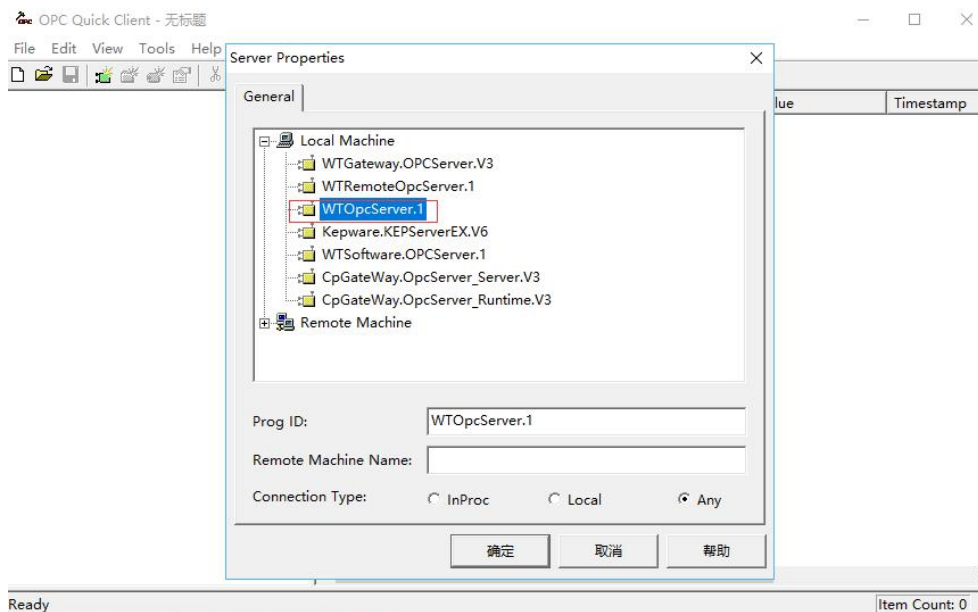 OPC Quick Client - 无标题
File Edit View Tools Help
Server Properties
General
lue
Timestamp
Local Machine
WTGateway.OPCServer.V3
WTRemoteOpcServer.1
WTOpcServer.1
Kepware.KEPServerEX.V6
WTSoftware.OPCServer.1
CpGateWay.OpcServer_Server.V3
CpGateWay.OpcServer_Runtime.V3
Remote Machine
Prog ID: WTOpcServer.1
Remote Machine Name:
Connection Type: InProc Local Any
确定 取消 帮助
Ready Item Count: 0